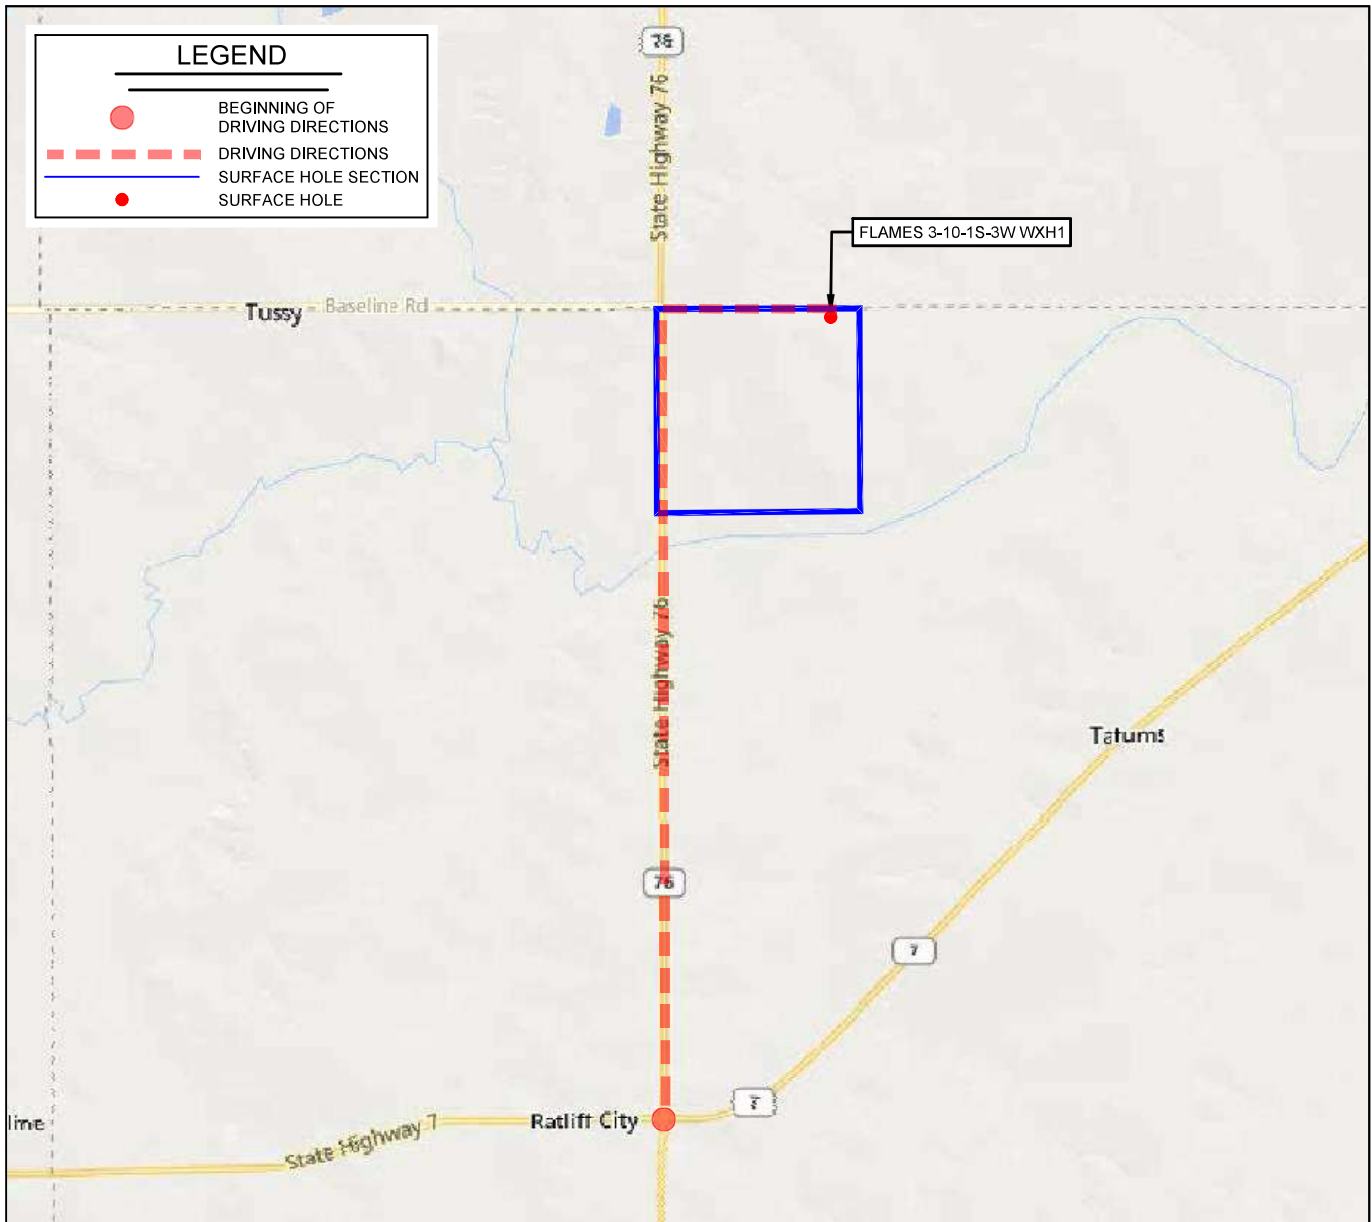 LEGEND
BEGINNING OF
DRIVING DIRECTIONS
DRIVING DIRECTIONS
SURFACE HOLE SECTION
SURFACE HOLE
76
State Highway 76
FLAMES 3-10-1S-3W WXH1
Tussy
Baseline Rd
State Highway 76
Tatums
76
7
7
Ratliff City
line
State Highway 7